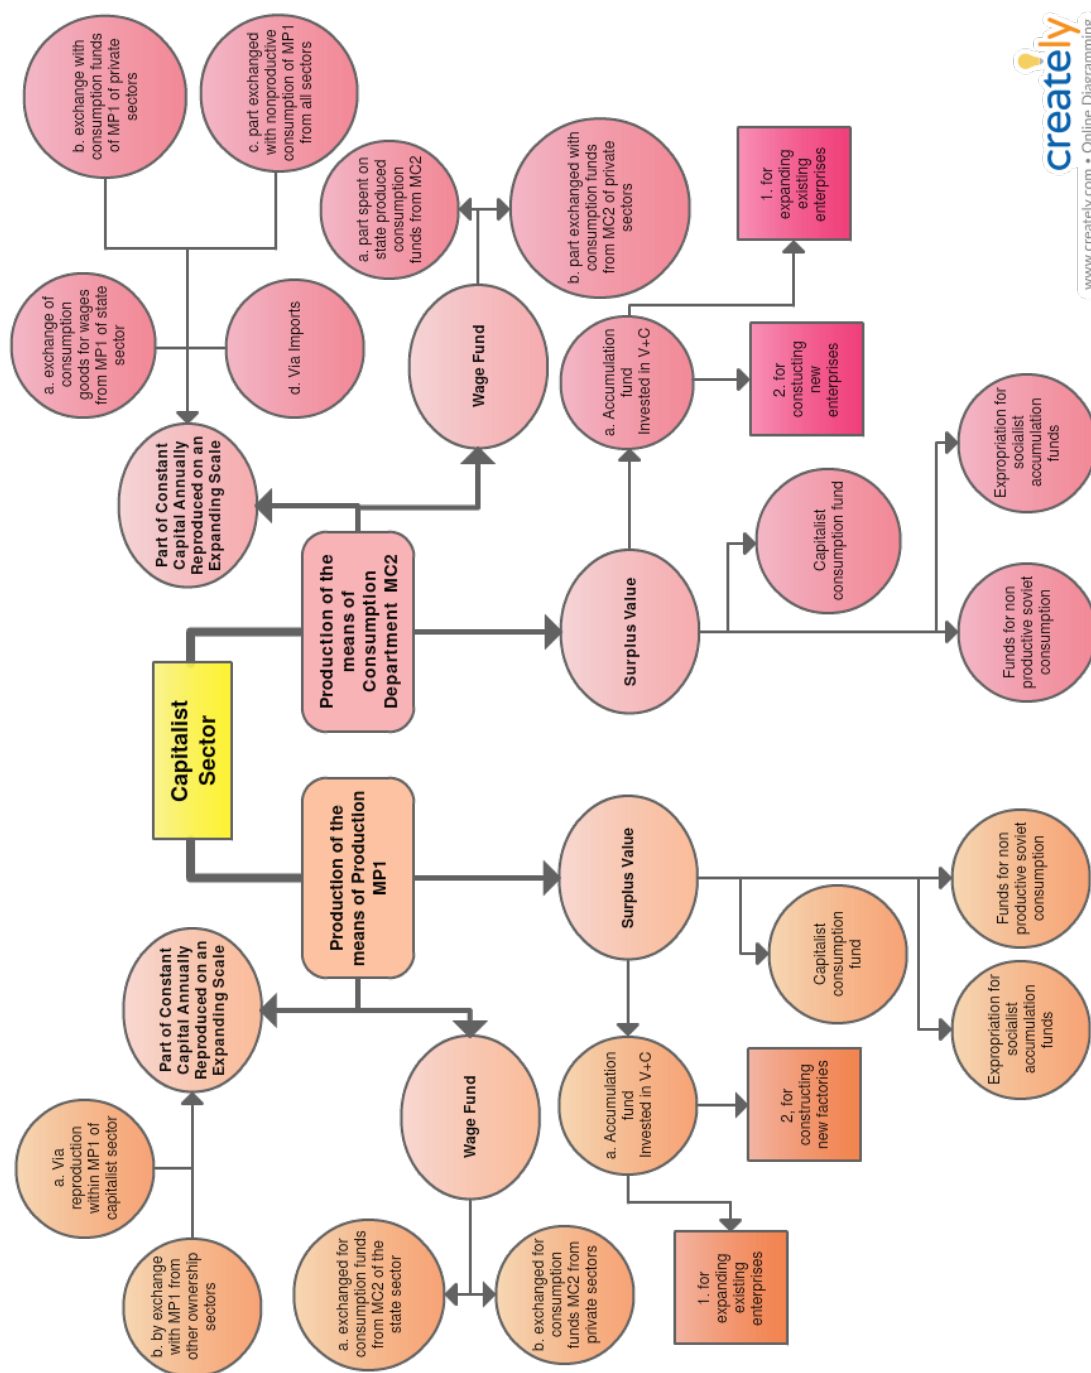 Capitalist
Sector
Production of the
means of Production
MP1
Production of the
means of
Consumption
Department  MC2
a. Via
reproduction
within MP1 of
capitalist sector
b. by exchange
with MP1 from
other ownership
sectors
Part of Constant
Capital Annually
Reproduced on an
Expanding Scale
Wage Fund
a. exchanged for
consumption funds
from MC2 of the
state sector
b. exchanged for
consumption
funds MC2 from
private sectors
Surplus Value
a. Accumulation
fund
Invested in V+C
1. for
expanding
existing
enterprises
2, for
constructing
new factories
Capitalist
consumption
fund
Expropriation for
socialist
accumulation
funds
Funds for non
productive soviet
consumption
Part of Constant
Capital Annually
Reproduced on an
Expanding Scale
a. exchange of
consumption
goods for wages
from MP1 of state
sector
b. exchange with
consumption funds
of MP1 of private
sectors
c. part exchanged
with nonproductive
consumption of MP1
from all sectors
d. Via Imports
Wage Fund
a. part spent on
state produced
consumption
funds from MC2
b. part exchanged with
consumption funds
from MC2 of private
sectors
Surplus Value
a. Accumulation
fund
Invested in V+C
1. for
expanding
existing
enterprises
2. for
constucting
new
enterprises
Capitalist
consumption fund
Funds for non
productive soviet
consumption
Expropriation for
socialist
accumulation
funds
creately
www.creately.com • Online Diagramming